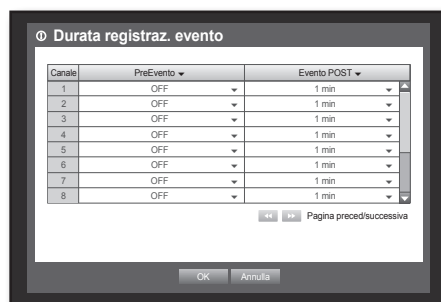 Durata registraz. evento
Canale PreEvento Evento POST
1 OFF 1 min
2 OFF 1 min
3 OFF 1 min
4 OFF 1 min
5 OFF 1 min
6 OFF 1 min
7 OFF 1 min
8 OFF 1 min
Pagina preced/successiva
OK Annulla